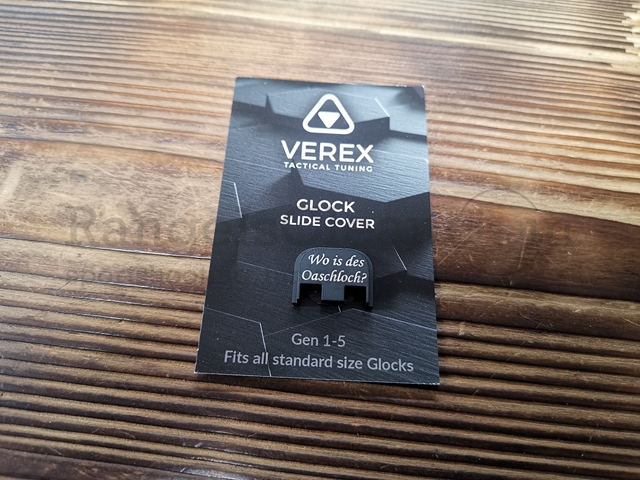 VEREX
TACTICAL TUNING
GLOCK
SLIDE COVER
Wo is des
Oaschloch?
Gen 1-5
Fits all standard size Glocks